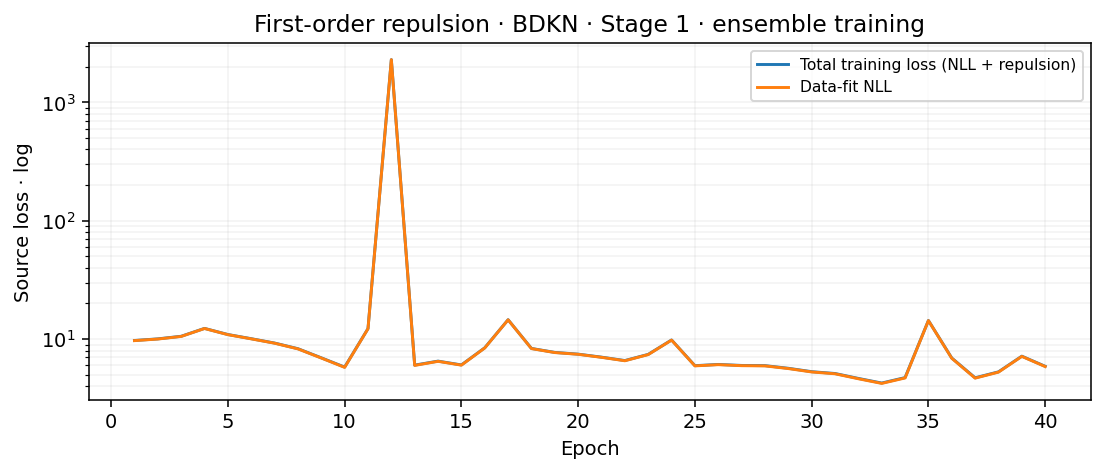 First-order repulsion · BDKN · Stage 1 · ensemble training
Total training loss (NLL + repulsion)
Data-fit NLL
Source loss · log
10³
10²
10¹
0 5 10 15 20 25 30 35 40
Epoch